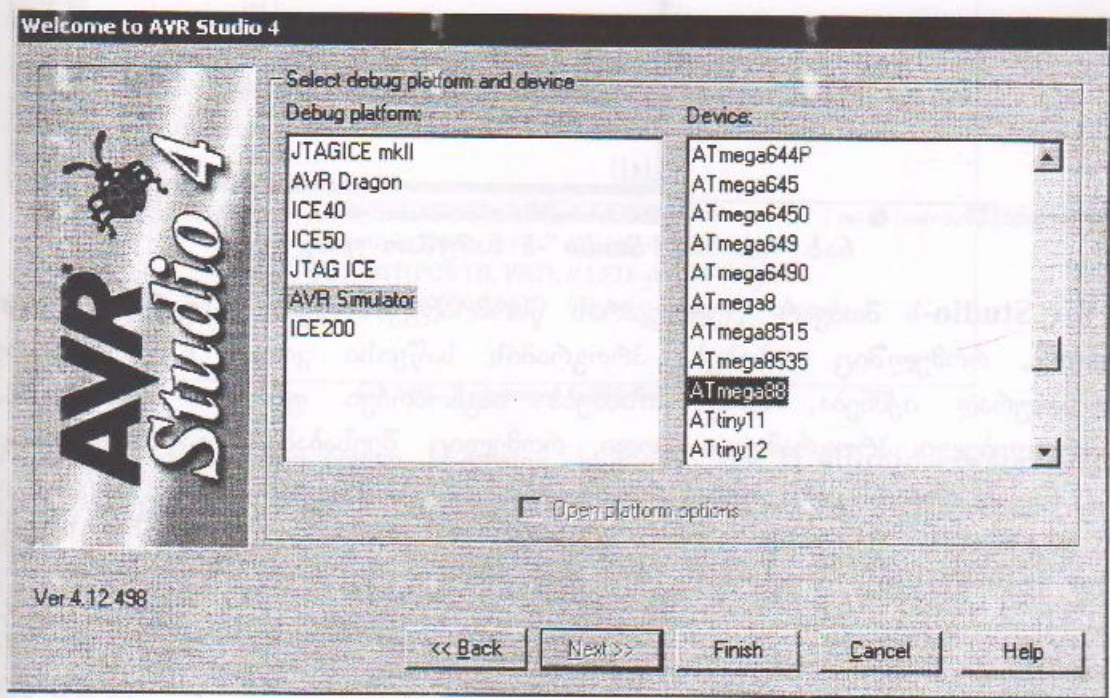 Welcome to AVR Studio 4
AVR Studio 4
Select debug platform and device
Debug platform:
JTAGICE mkII
AVR Dragon
ICE40
ICE50
JTAG ICE
AVR Simulator
ICE200
Device:
ATmega644P
ATmega645
ATmega6450
ATmega649
ATmega6490
ATmega8
ATmega8515
ATmega8535
ATmega88
ATtiny11
ATtiny12
Open platform options
Ver 4.12.498
<< Back
Next >>
Finish
Cancel
Help